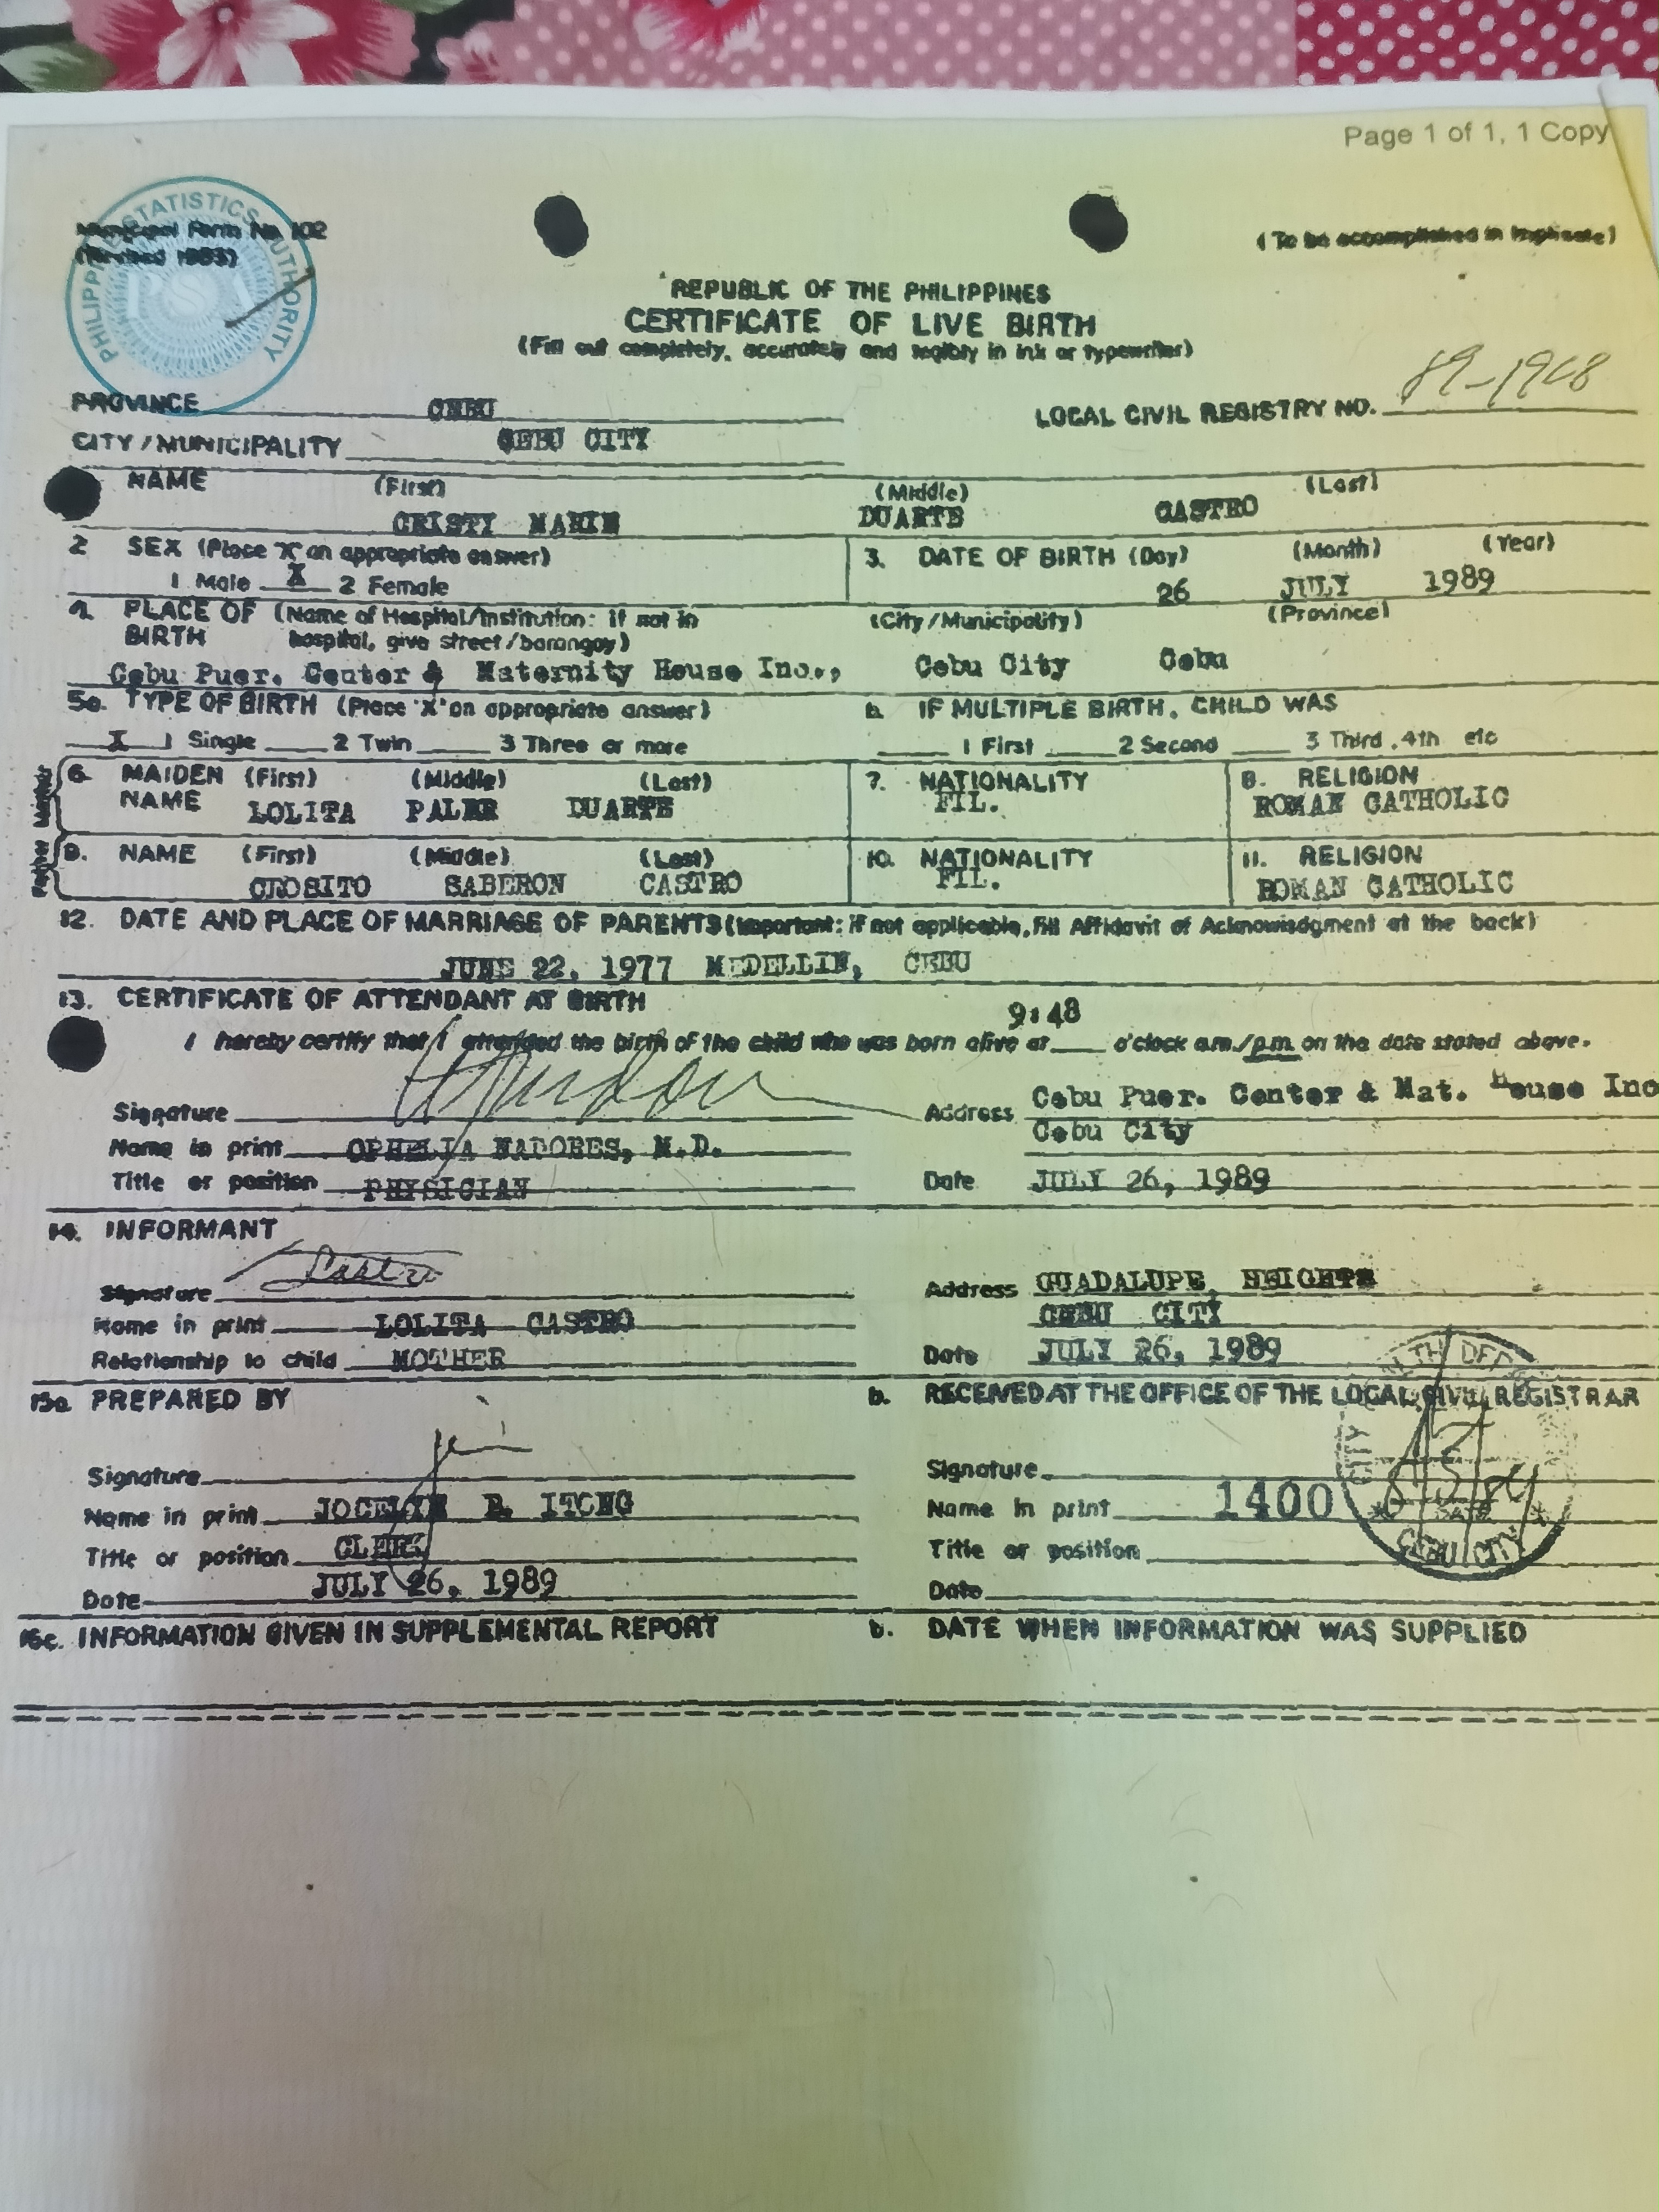 Page 1 of 1, 1 Copy
PHILIPPINE STATISTICS AUTHORITY
PSA
Municipal Form No. 102
(Revised 1983)
(To be accomplished in triplicate)
REPUBLIC OF THE PHILIPPINES
CERTIFICATE OF LIVE BIRTH
(Fill out completely, accurately and legibly in ink or typewriter)
PROVINCE CEBU
LOCAL CIVIL REGISTRY NO.
CITY/MUNICIPALITY CEBU CITY
NAME (First) (Middle) (Last)
CRISTY MARIE DUARTE CASTRO
2 SEX (Place 'X' on appropriate answer) 3. DATE OF BIRTH (Day) (Month) (Year)
1 Male X 2 Female 26 JULY 1989
4. PLACE OF (Name of Hospital/Institution: if not in (City/Municipality) (Province)
BIRTH hospital, give street/barangay)
Cebu Puer. Center & Maternity House Inc., Cebu City Cebu
5a. TYPE OF BIRTH (Place 'X' on appropriate answer) b. IF MULTIPLE BIRTH, CHILD WAS
X 1 Single 2 Twin 3 Three or more 1 First 2 Second 3 Third, 4th etc
Mother
6. MAIDEN (First) (Middle) (Last) 7. NATIONALITY 8. RELIGION
NAME LOLITA PALER DUARTE FIL. ROMAN CATHOLIC
Father
9. NAME (First) (Middle) (Last) 10. NATIONALITY 11. RELIGION
CROSITO SABERON CASTRO FIL. ROMAN CATHOLIC
12. DATE AND PLACE OF MARRIAGE OF PARENTS (Important: if not applicable, fill Affidavit of Acknowledgment at the back)
JUNE 22, 1977 MEDELLIN, CEBU
13. CERTIFICATE OF ATTENDANT AT BIRTH
9:48
I hereby certify that I attended the birth of the child who was born alive at o'clock a.m./p.m. on the date stated above.
Signature Address Cebu Puer. Center & Mat. House Inc
Cebu City
Name in print OPHELIA NADORES, M.D.
Title or position PHYSICIAN Date JULY 26, 1989
14. INFORMANT
Signature Castro Address GUADALUPE HEIGHTS
Name in print LOLITA CASTRO CEBU CITY
Relationship to child MOTHER Date JULY 26, 1989
15a PREPARED BY b. RECEIVED AT THE OFFICE OF THE LOCAL CIVIL REGISTRAR
Signature Signature
Name in print JOCELYN B. ITONG Name in print 1400
Title or position CLERK Title or position
Date JULY 26, 1989 Date
CITY
DATE
CEBU CITY
16c. INFORMATION GIVEN IN SUPPLEMENTAL REPORT b. DATE WHEN INFORMATION WAS SUPPLIED